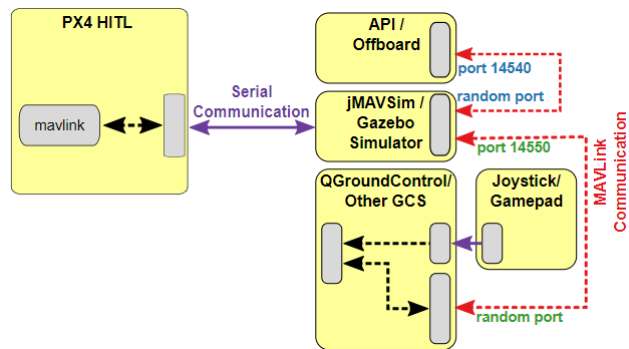 PX4 HITL
mavlink
Serial
Communication
API /
Offboard
port 14540
random port
jMAVSim /
Gazebo
Simulator
port 14550
QGroundControl/
Other GCS
Joystick/
Gamepad
random port
MAVLink
Communication